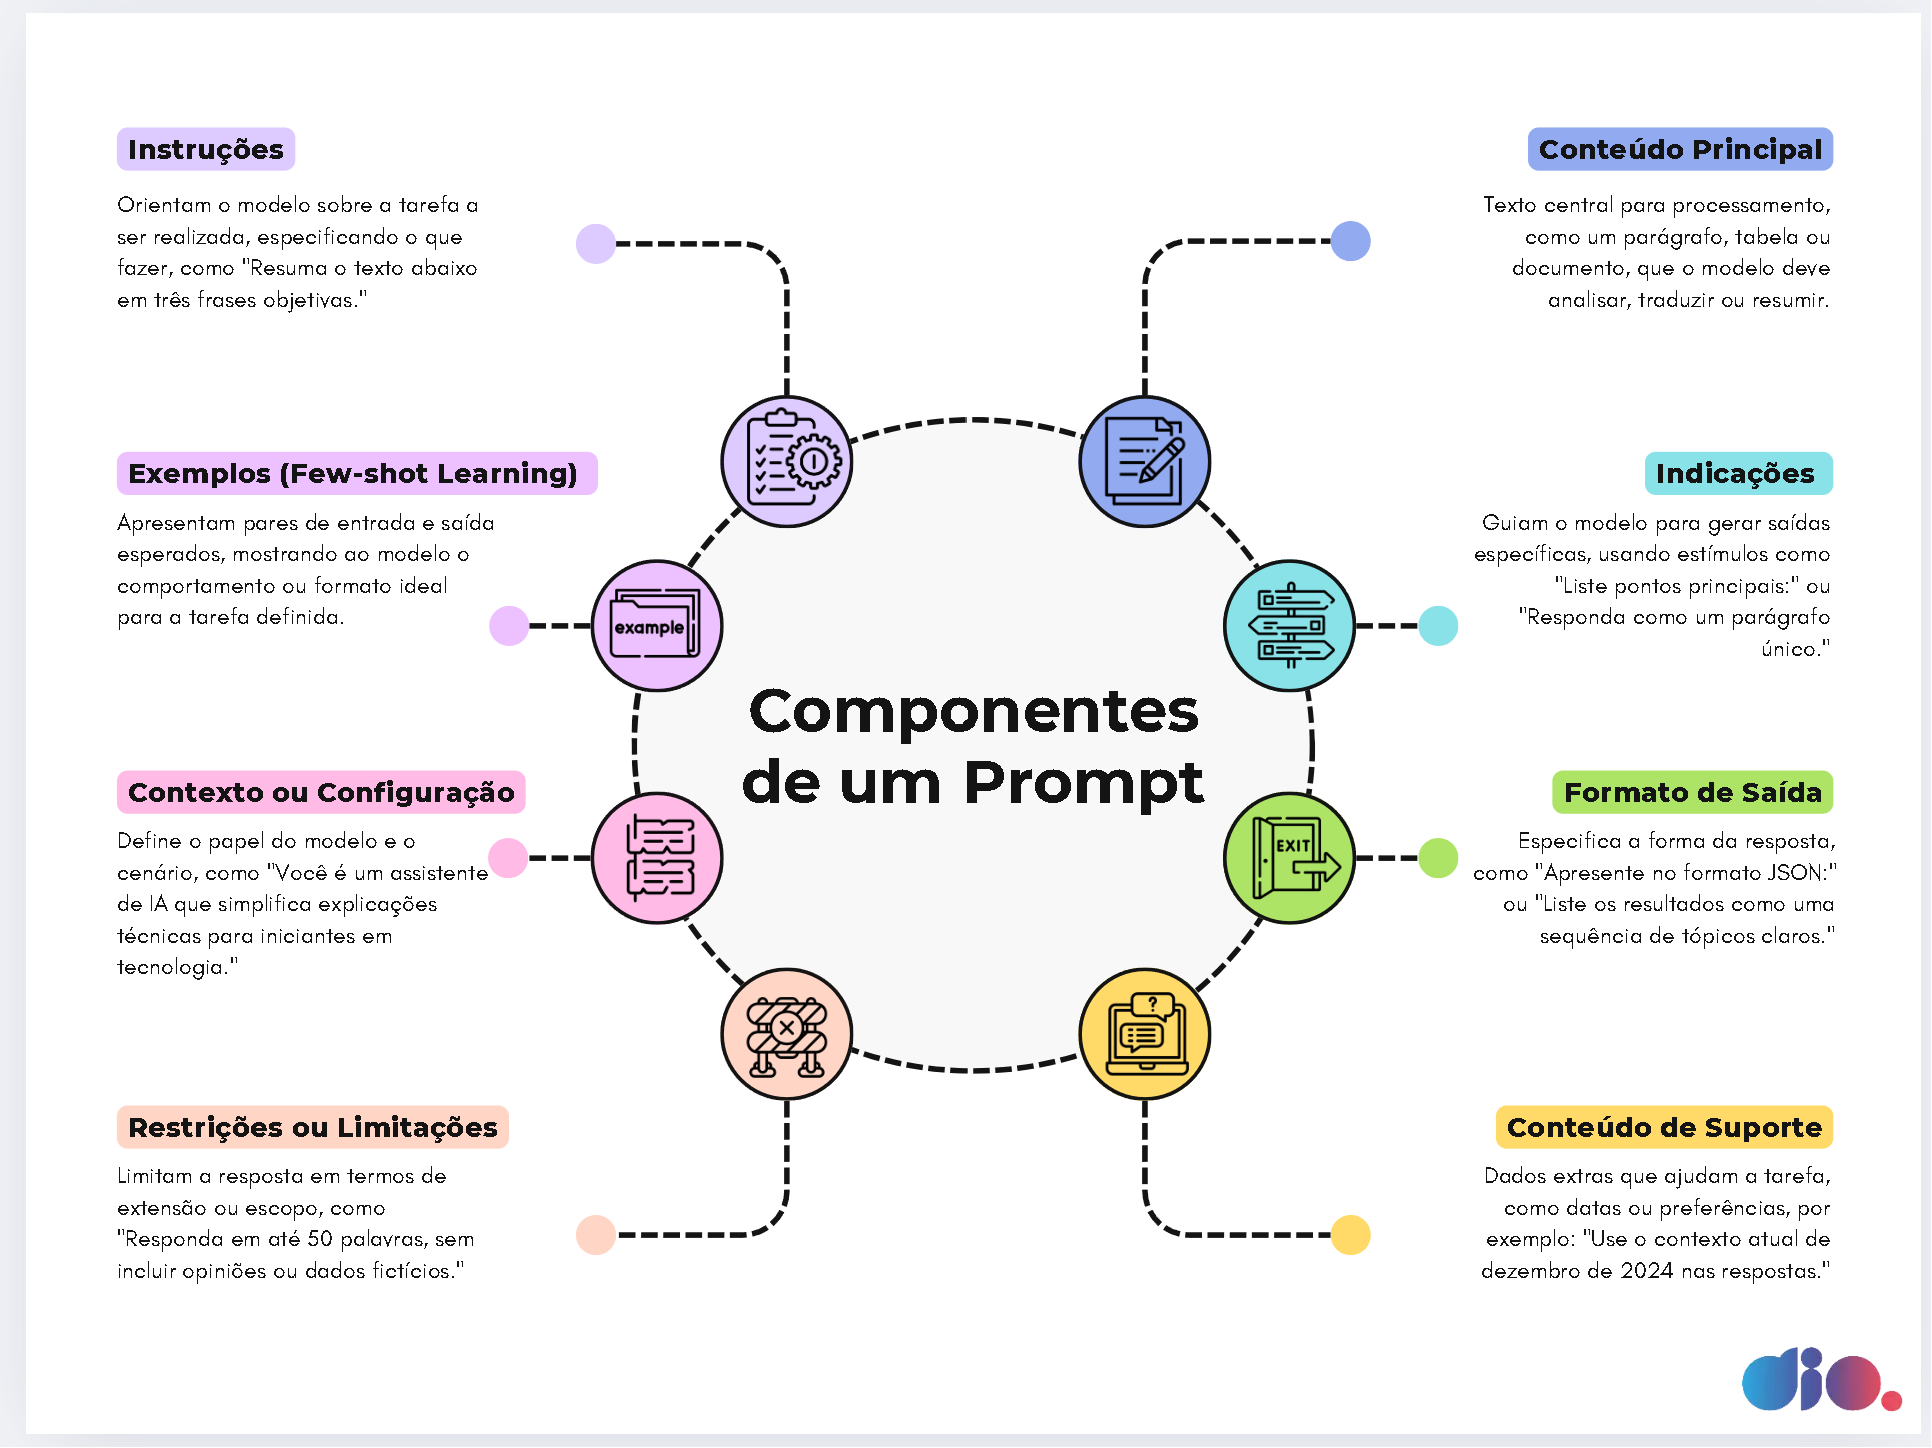 Instruções
Orientam o modelo sobre a tarefa a
ser realizada, especificando o que
fazer, como "Resuma o texto abaixo
em três frases objetivas."
Exemplos (Few-shot Learning)
Apresentam pares de entrada e saída
esperados, mostrando ao modelo o
comportamento ou formato ideal
para a tarefa definida.
Contexto ou Configuração
Define o papel do modelo e o
cenário, como "Você é um assistente
de IA que simplifica explicações
técnicas para iniciantes em
tecnologia."
Restrições ou Limitações
Limitam a resposta em termos de
extensão ou escopo, como
"Responda em até 50 palavras, sem
incluir opiniões ou dados fictícios."
example
Componentes
de um Prompt
EXIT
?
Conteúdo Principal
Texto central para processamento,
como um parágrafo, tabela ou
documento, que o modelo deve
analisar, traduzir ou resumir.
Indicações
Guiam o modelo para gerar saídas
específicas, usando estímulos como
"Liste pontos principais:" ou
"Responda como um parágrafo
único."
Formato de Saída
Especifica a forma da resposta,
como "Apresente no formato JSON:"
ou "Liste os resultados como uma
sequência de tópicos claros."
Conteúdo de Suporte
Dados extras que ajudam a tarefa,
como datas ou preferências, por
exemplo: "Use o contexto atual de
dezembro de 2024 nas respostas."
dio.